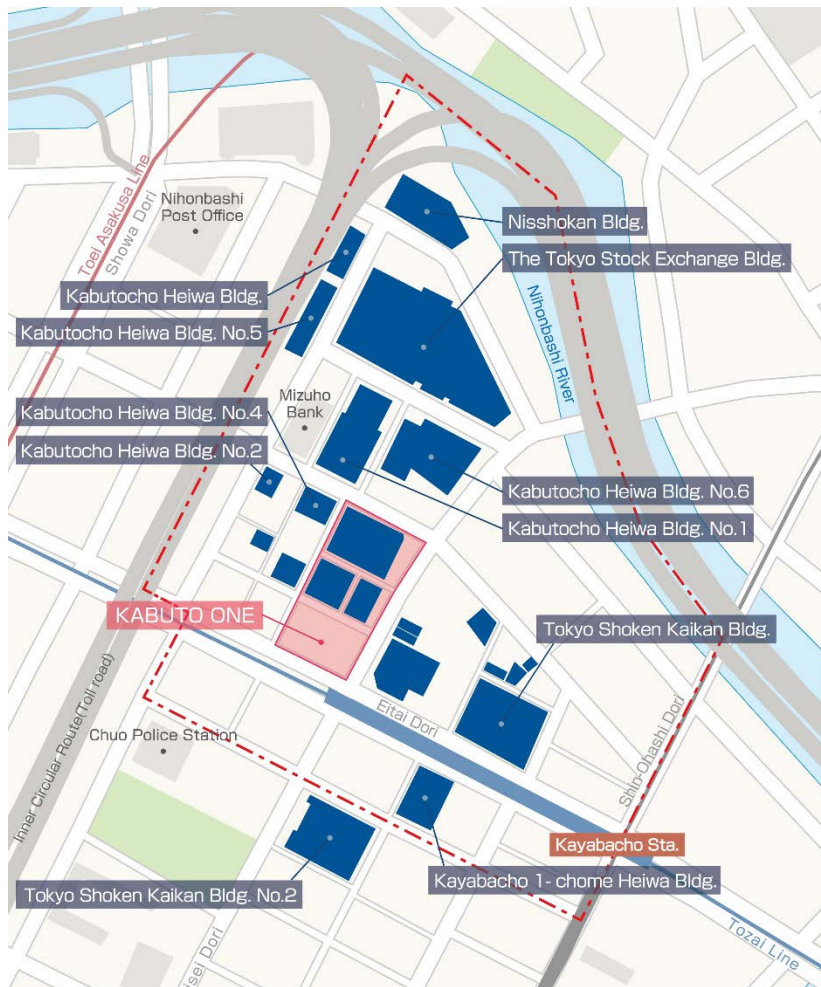 Toei Asakusa Line
Showa Dori
Nihonbashi
Post Office
Nisshokan Bldg.
The Tokyo Stock Exchange Bldg.
Kabutocho Heiwa Bldg.
Nihonbashi River
Kabutocho Heiwa Bldg. No.5
Mizuho
Bank
Kabutocho Heiwa Bldg. No.4
Kabutocho Heiwa Bldg. No.2
Kabutocho Heiwa Bldg. No.6
Kabutocho Heiwa Bldg. No.1
KABUTO ONE
Tokyo Shoken Kaikan Bldg.
Eitai Dori
Shin-Ohashi Dori
Inner Circular Route(Toll road)
Chuo Police Station
Kayabacho Sta.
Kayabacho 1- chome Heiwa Bldg.
Tokyo Shoken Kaikan Bldg. No.2
isei Dori
Tozai Line